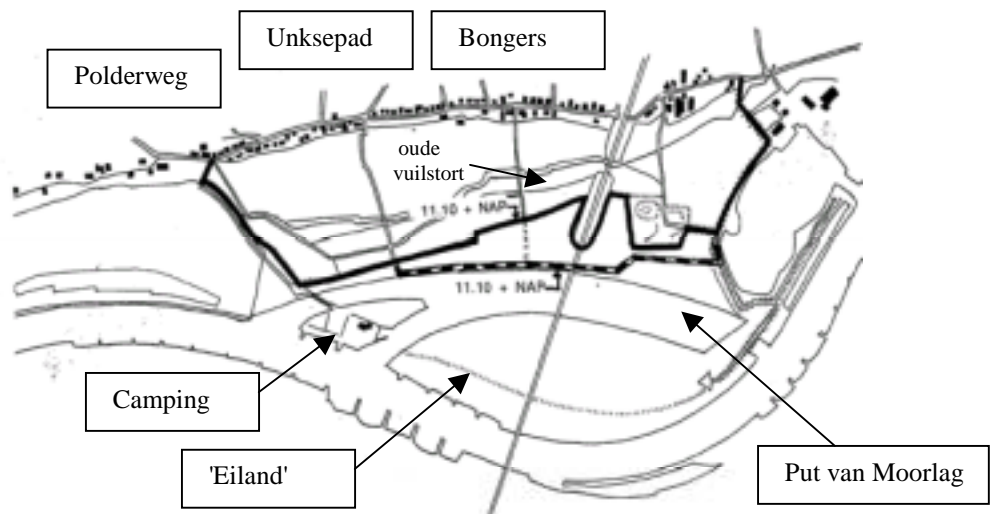 Unksepad
Bongers
Polderweg
oude
vuilstort
11.10 + NAP
11.10 + NAP
Camping
'Eiland'
Put van Moorlag